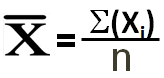 X̄ = Σ(Xᵢ) / n